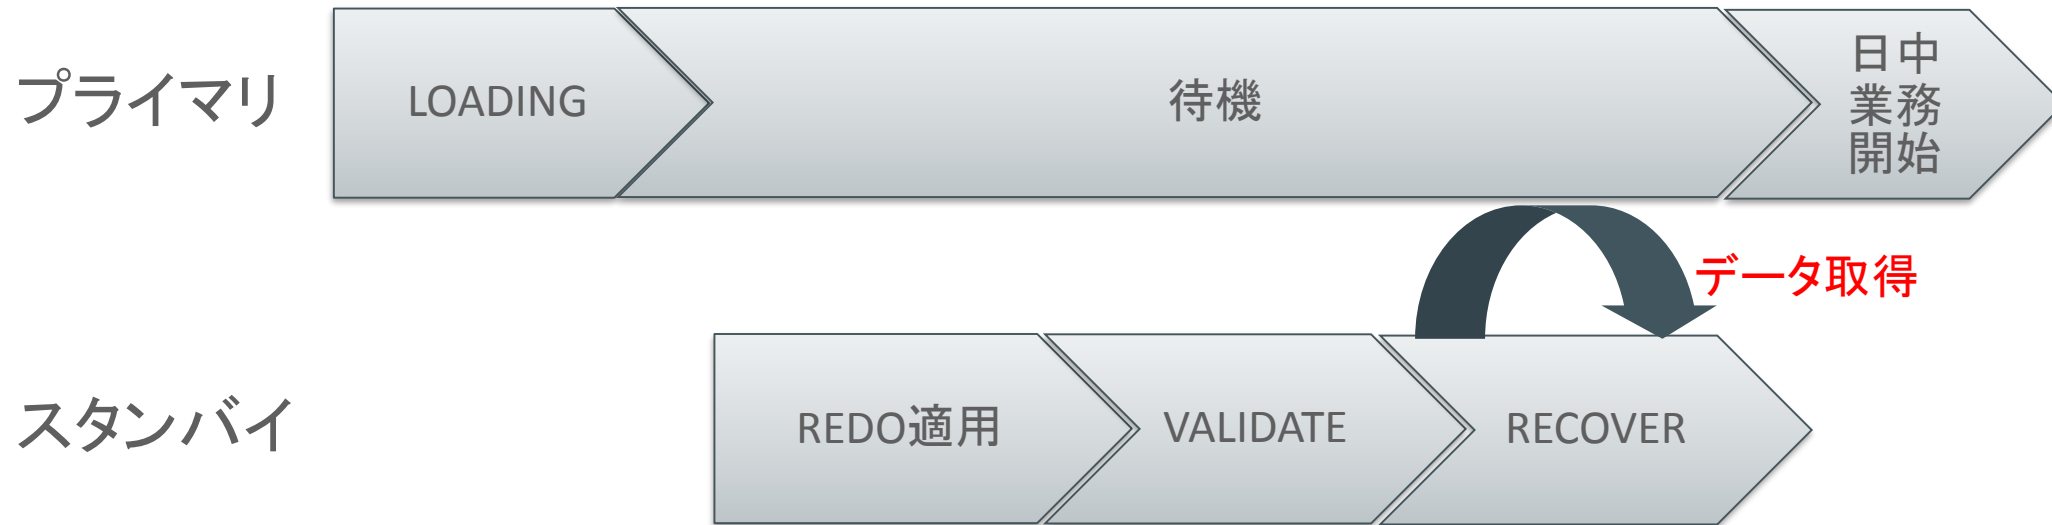 プライマリ
LOADING
待機
日中
業務
開始
データ取得
スタンバイ
REDO適用
VALIDATE
RECOVER